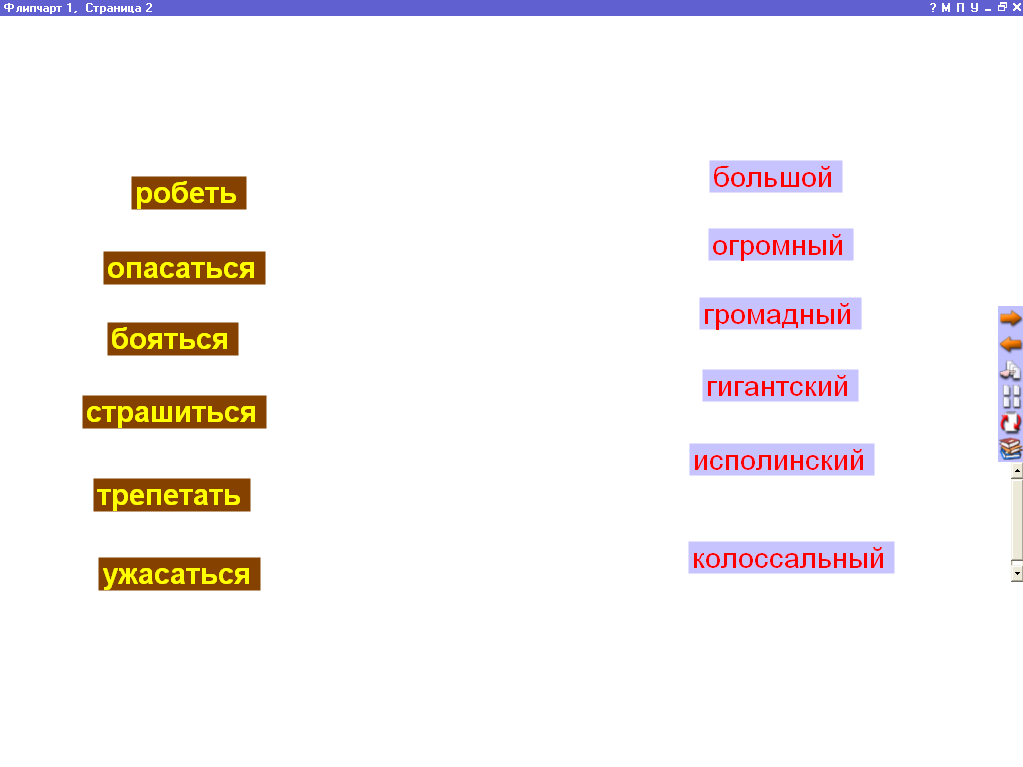 Флипчарт 1, Страница 2
? М П У
робеть
опасаться
бояться
страшиться
трепетать
ужасаться
большой
огромный
громадный
гигантский
исполинский
колоссальный